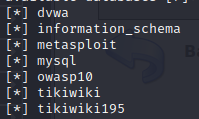 [*] dvwa
[*] information_schema
[*] metasploit
[*] mysql
[*] owasp10
[*] tikiwiki
[*] tikiwiki195